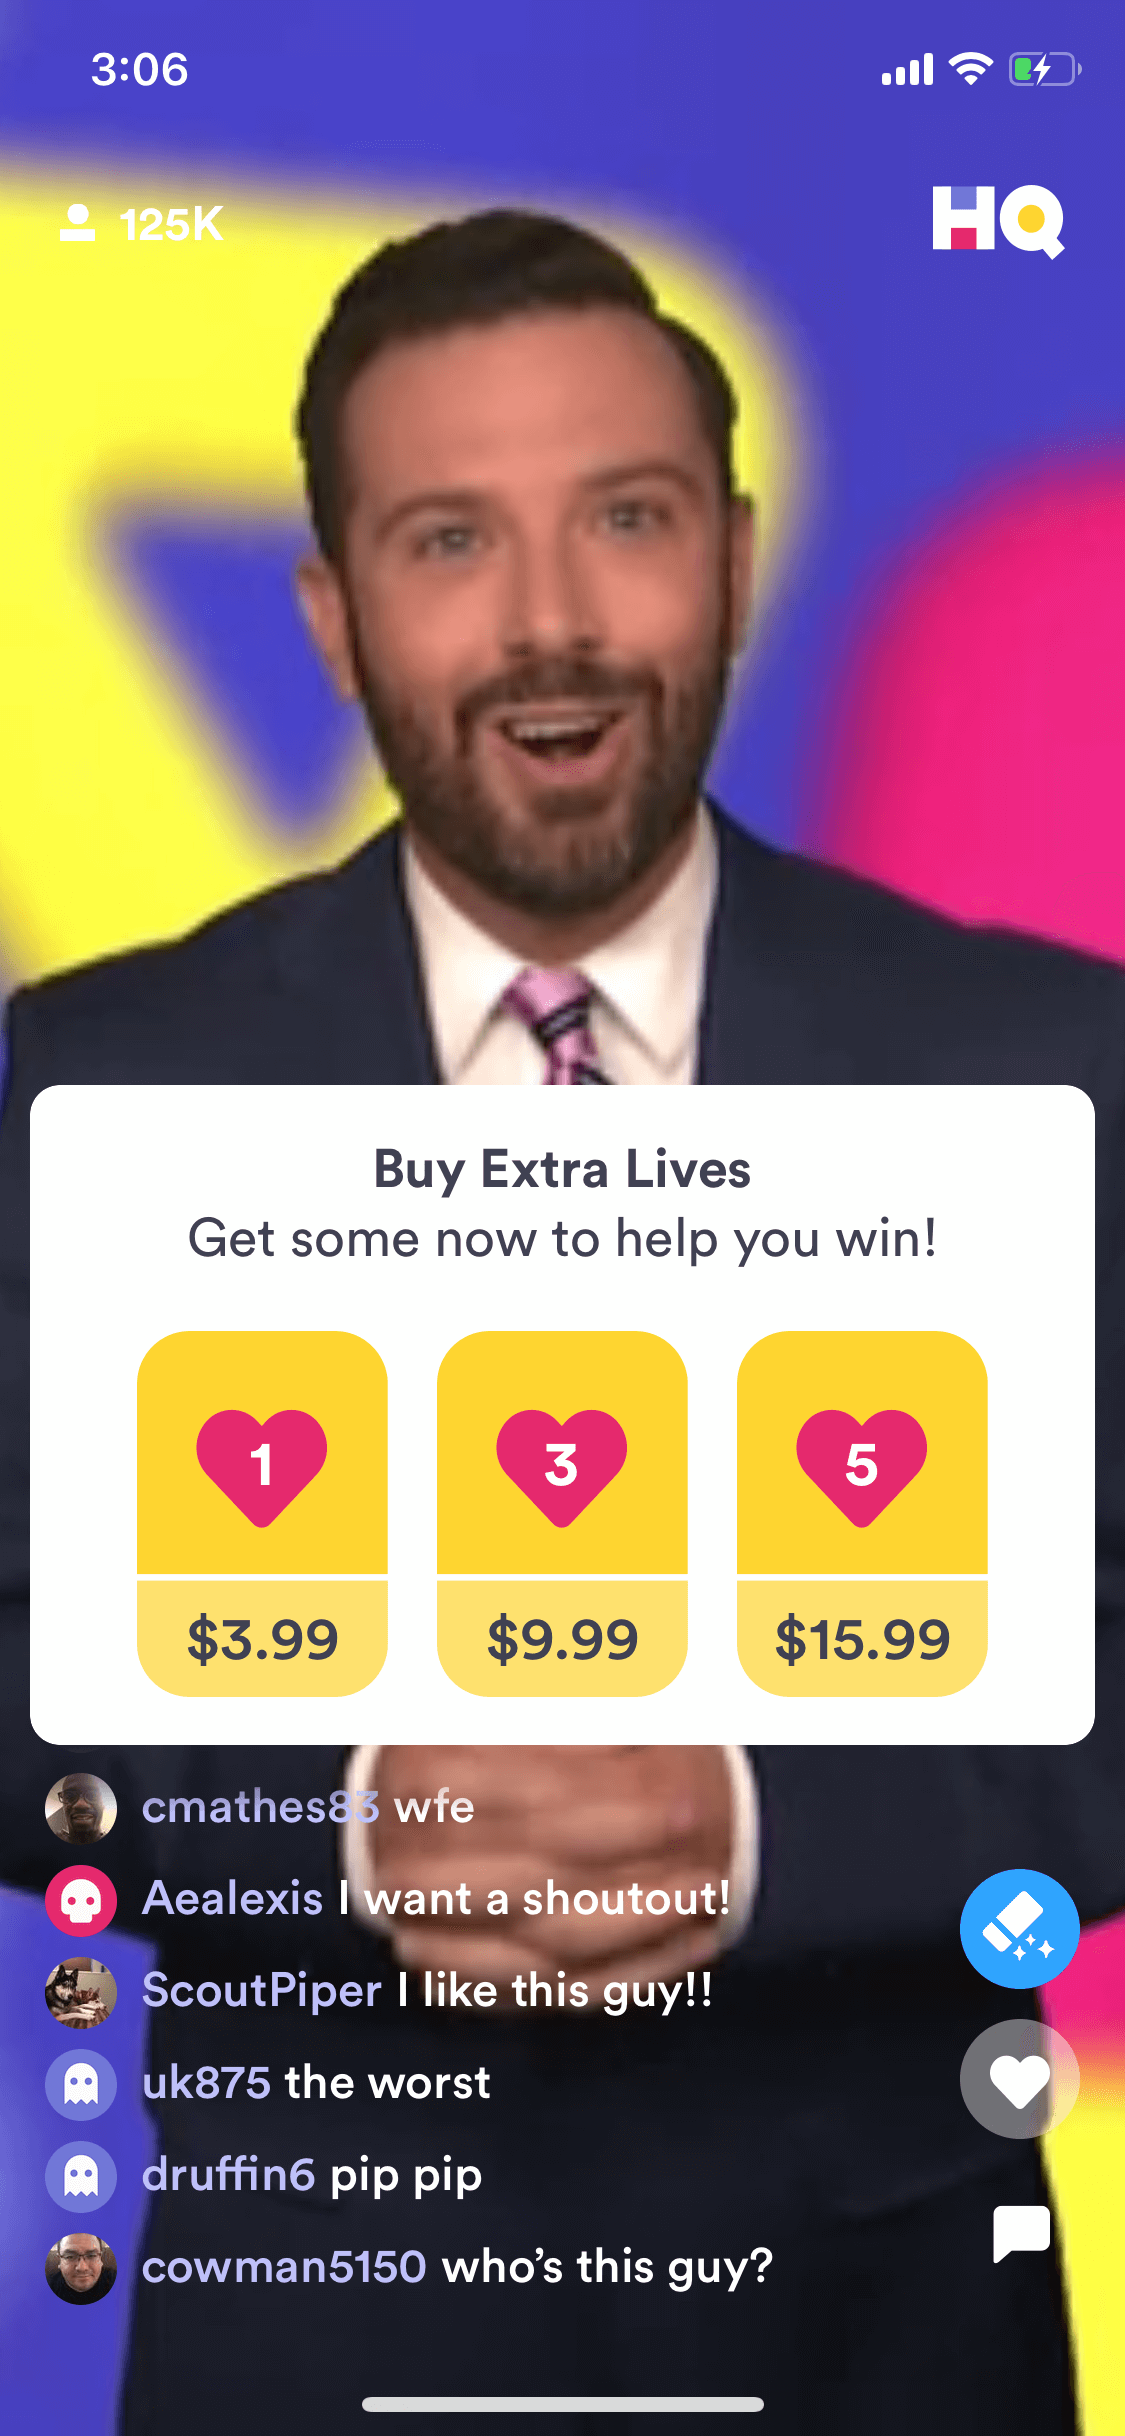 3:06
125K
HQ
Buy Extra Lives
Get some now to help you win!
1
3
5
$3.99
$9.99
$15.99
cmathes83 wfe
Aealexis I want a shoutout!
ScoutPiper I like this guy!!
uk875 the worst
druffin6 pip pip
cowman5150 who's this guy?